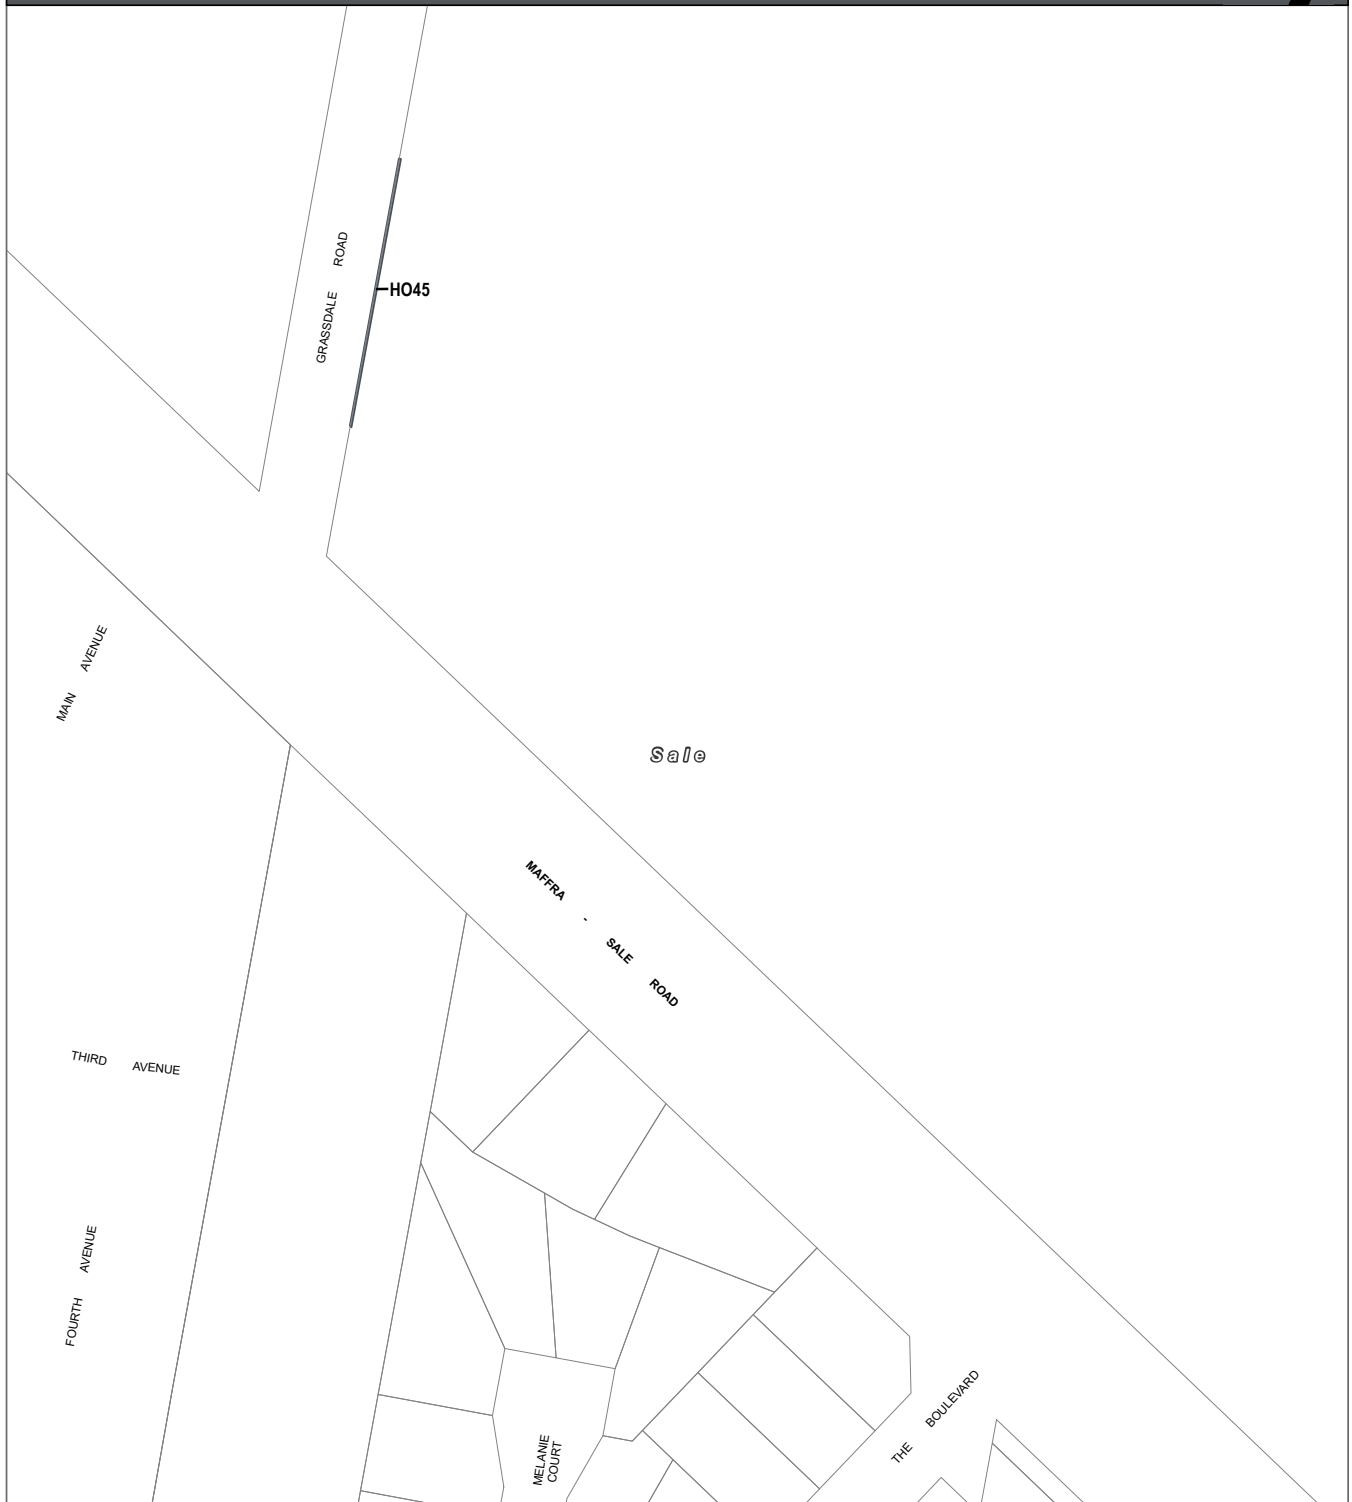 GRASSDALE ROAD
HO45
MAIN AVENUE
Sale
MAFFRA - SALE ROAD
THIRD AVENUE
FOURTH AVENUE
THE BOULEVARD
MELANIE
COURT